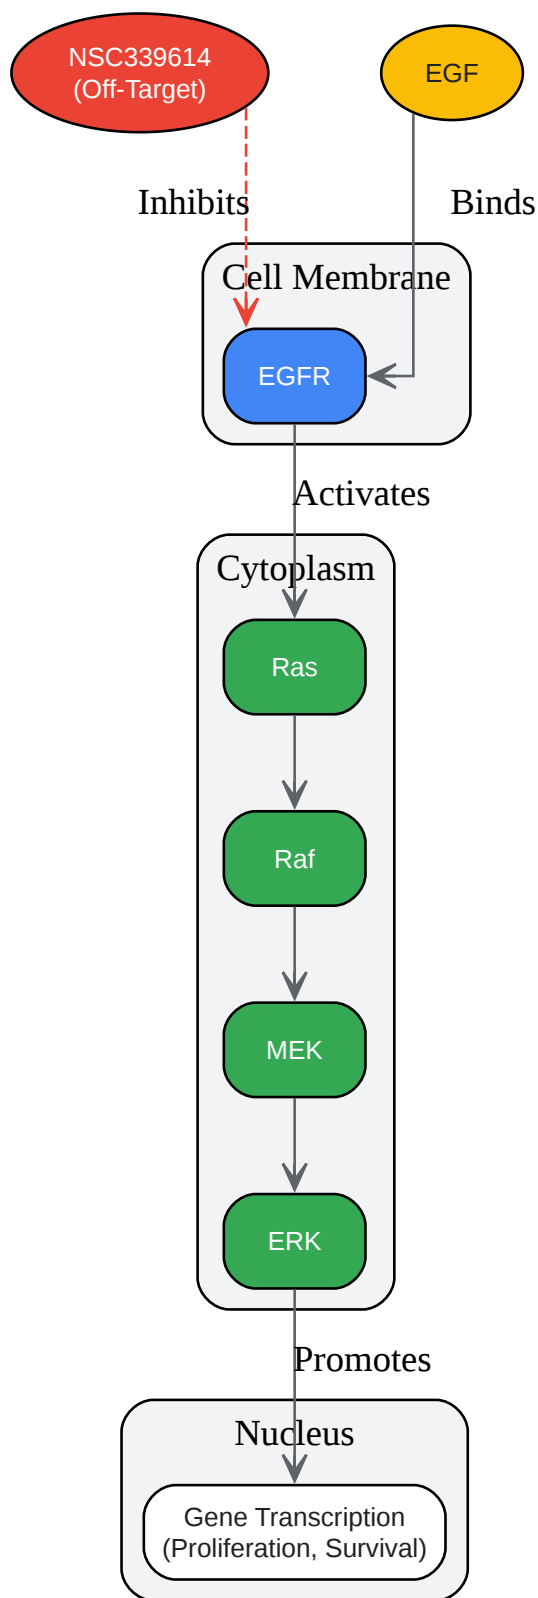 NSC339614
(Off-Target)
EGF
Inhibits
Binds
Cell Membrane
EGFR
Activates
Cytoplasm
Ras
Raf
MEK
ERK
Promotes
Nucleus
Gene Transcription
(Proliferation, Survival)